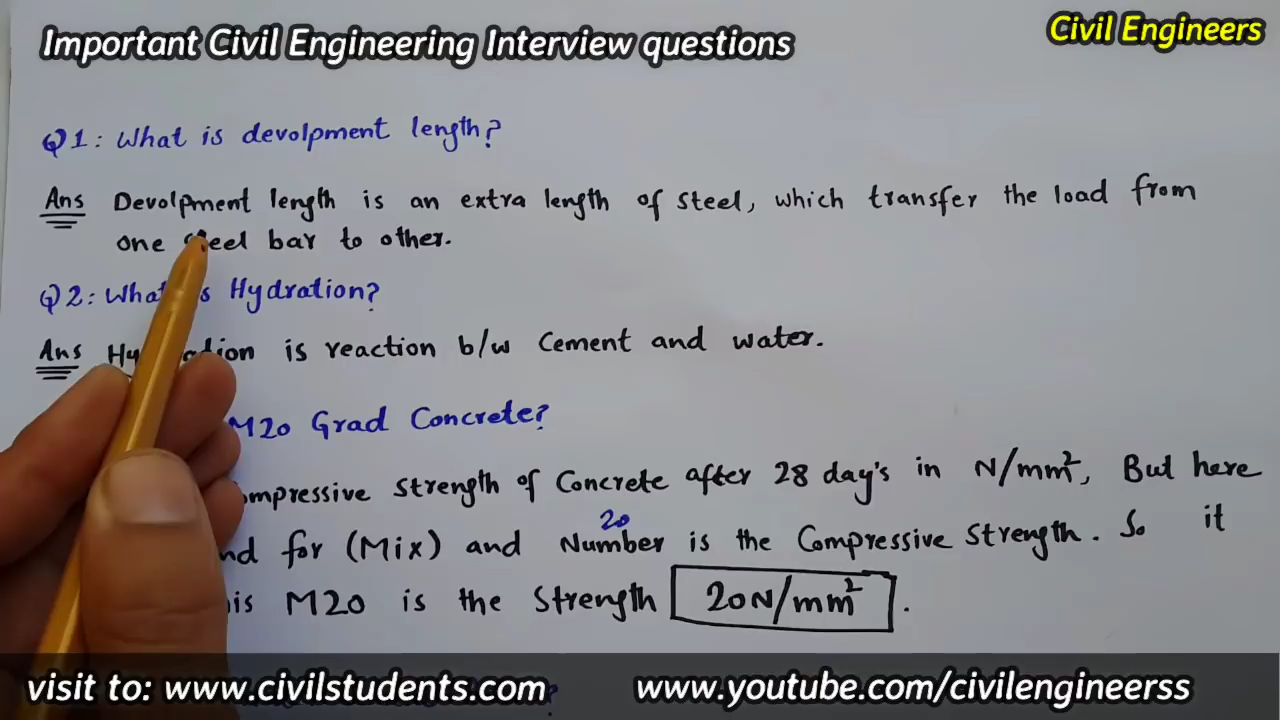 Important Civil Engineering Interview questions
Civil Engineers
Q1: What is devolpment length?
Ans Devolpment length is an extra length of Steel, which transfer the load from
one steel bar to other.
Q2: What is Hydration?
Ans Hydration is reaction b/w Cement and water.
M20 Grad Concrete?
Compressive Strength of Concrete after 28 day's in N/mm², But here
20
for (Mix) and Number is the Compressive Strength. So it
M20 is the Strength 20N/mm².
visit to: www.civilstudents.com
www.youtube.com/civilengineerss